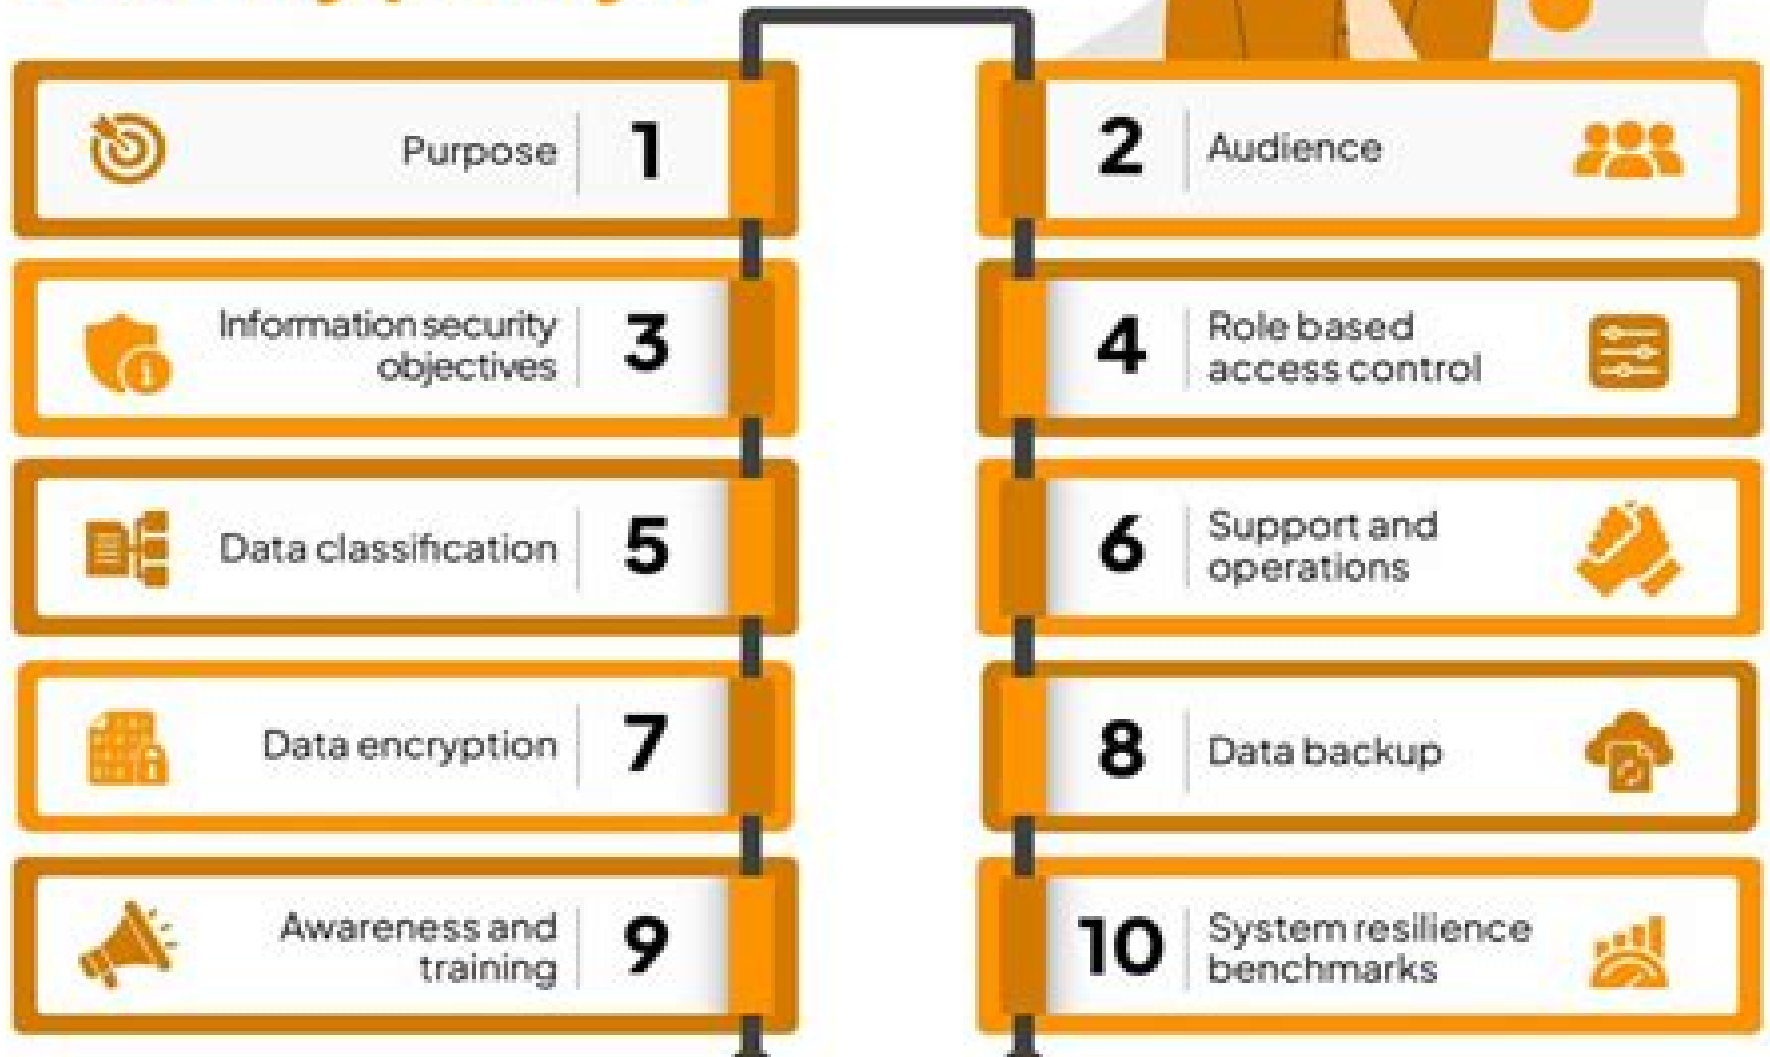 Purpose
1
2
Audience
Information security
objectives
3
4
Role based
access control
Data classification
5
6
Support and
operations
Data encryption
7
8
Data backup
Awareness and
training
9
10
System resilience
benchmarks